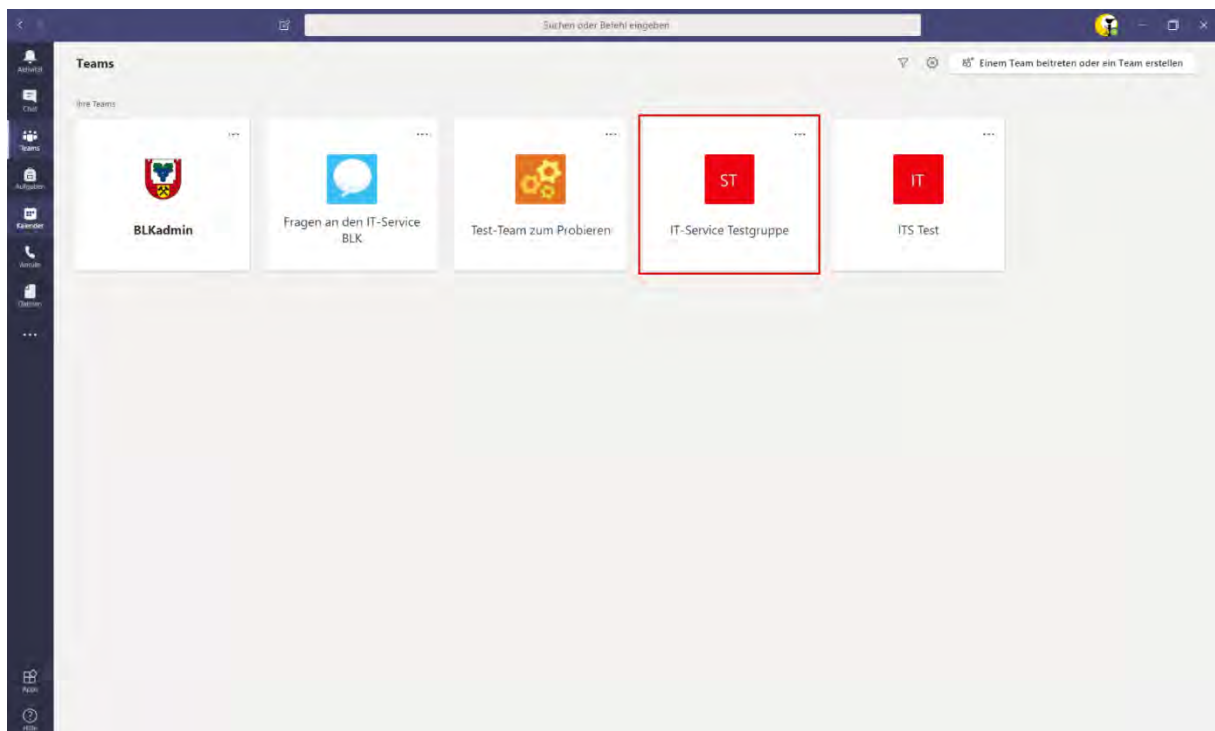 Suchen oder Befehl eingeben
Aktivität
Chat
Teams
Aufgaben
Kalender
Anrufe
Dateien
Apps
Hilfe
Teams
Einem Team beitreten oder ein Team erstellen
Ihre Teams
BLKadmin
Fragen an den IT-Service
BLK
Test-Team zum Probieren
ST
IT-Service Testgruppe
IT
ITS Test